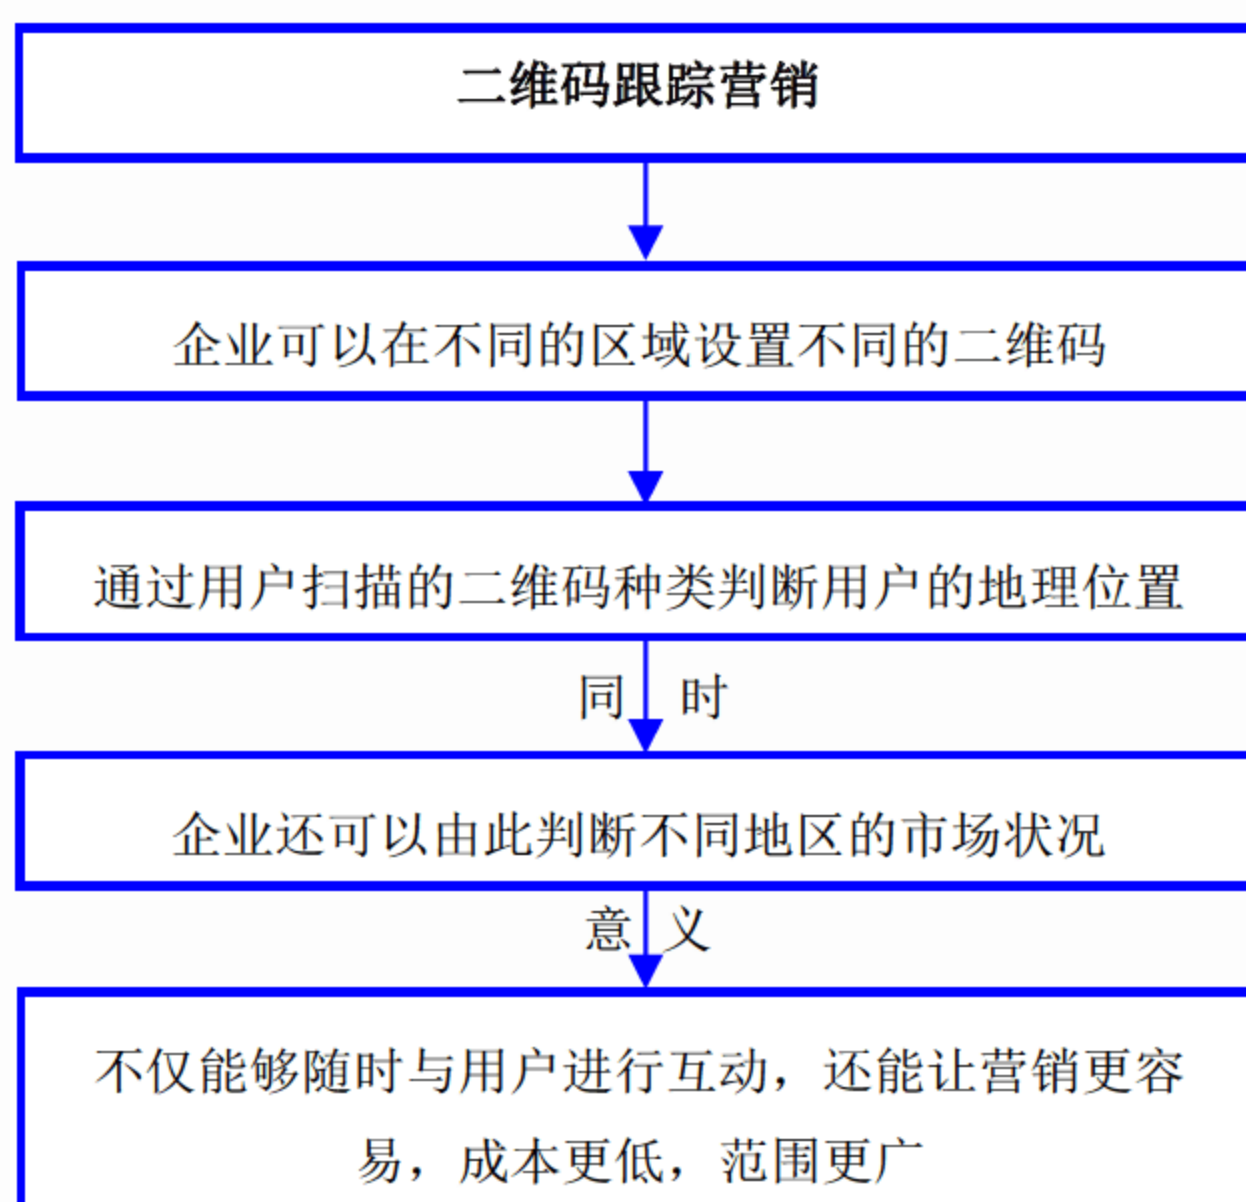 二维码跟踪营销
企业可以在不同的区域设置不同的二维码
通过用户扫描的二维码种类判断用户的地理位置
同 时
企业还可以由此判断不同地区的市场状况
意 义
不仅能够随时与用户进行互动，还能让营销更容
易，成本更低，范围更广